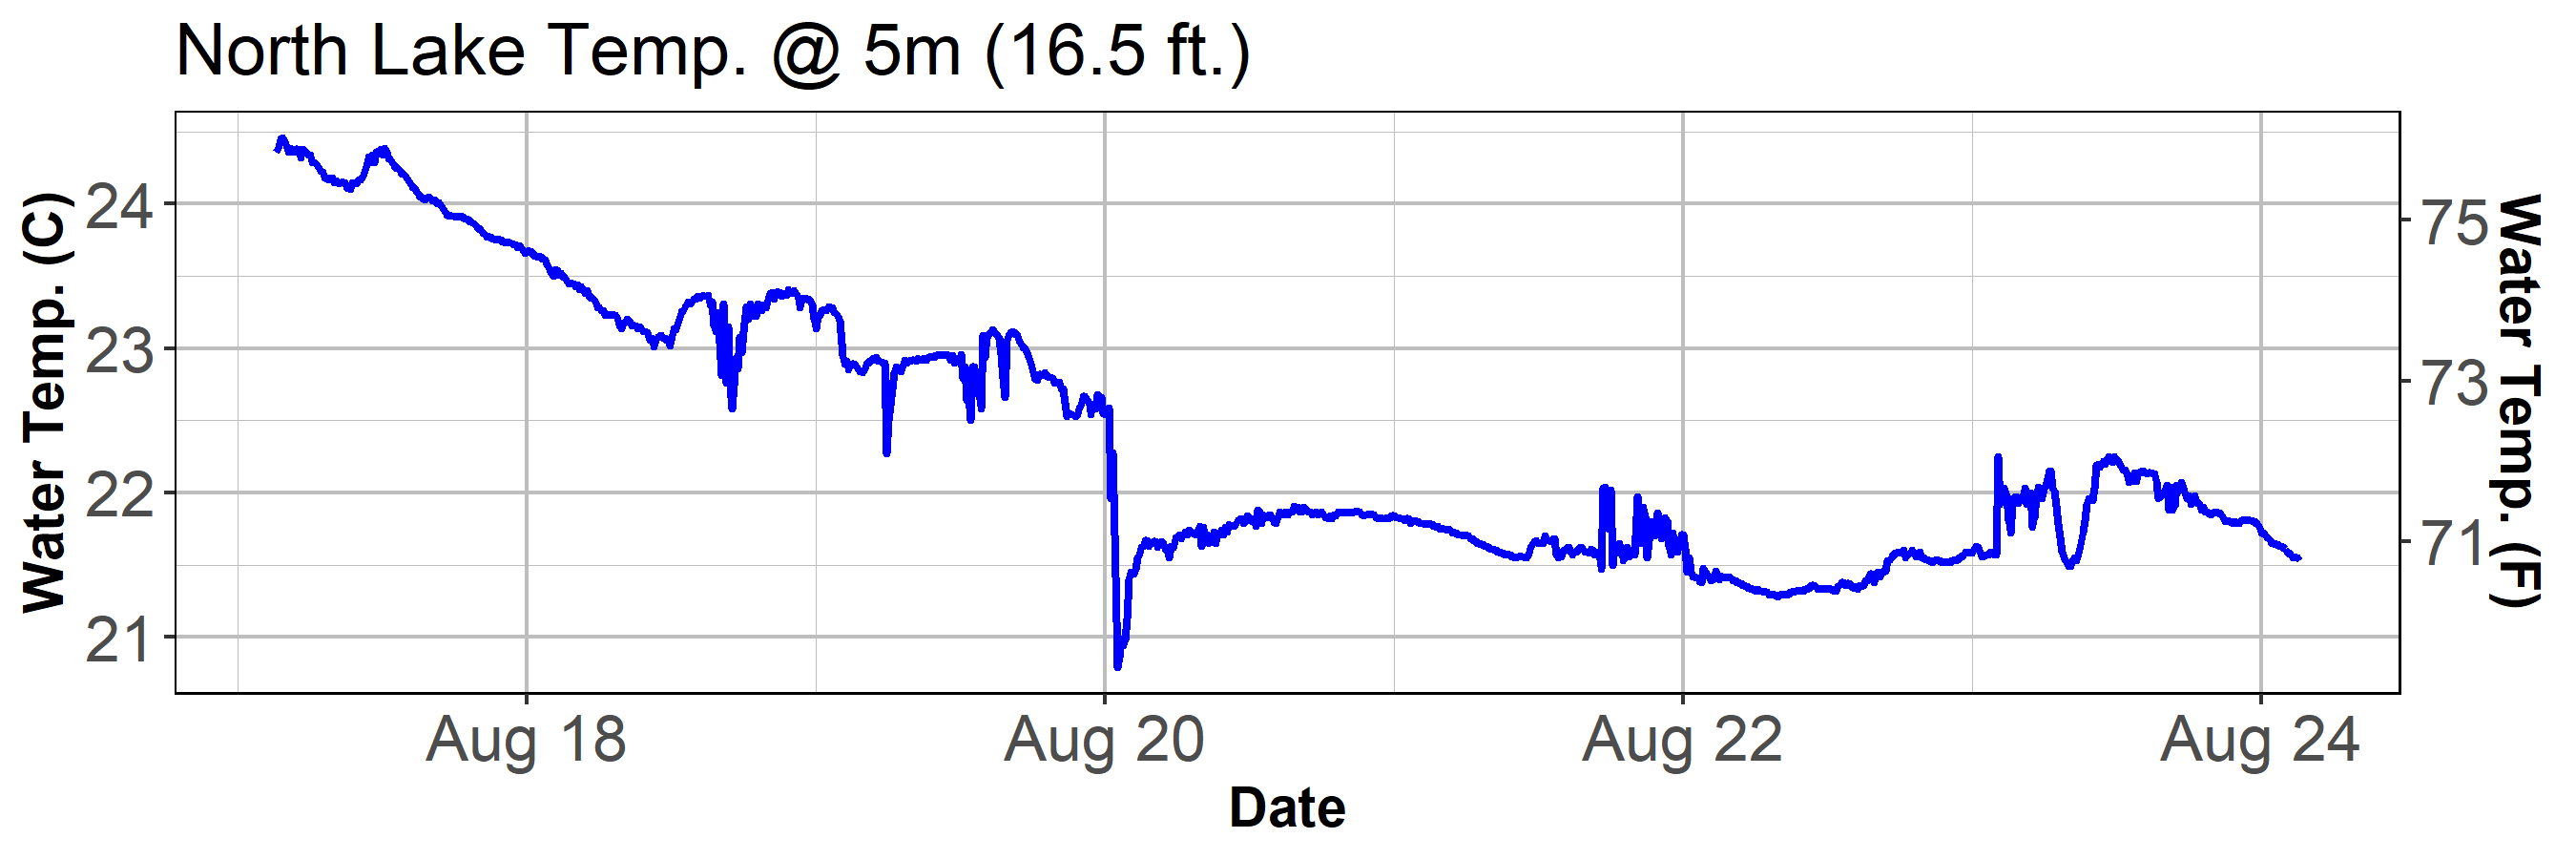 North Lake Temp. @ 5m (16.5 ft.)
Water Temp. (C)
24
23
22
21
75
73
71
Water Temp. (F)
Aug 18
Aug 20
Aug 22
Aug 24
Date